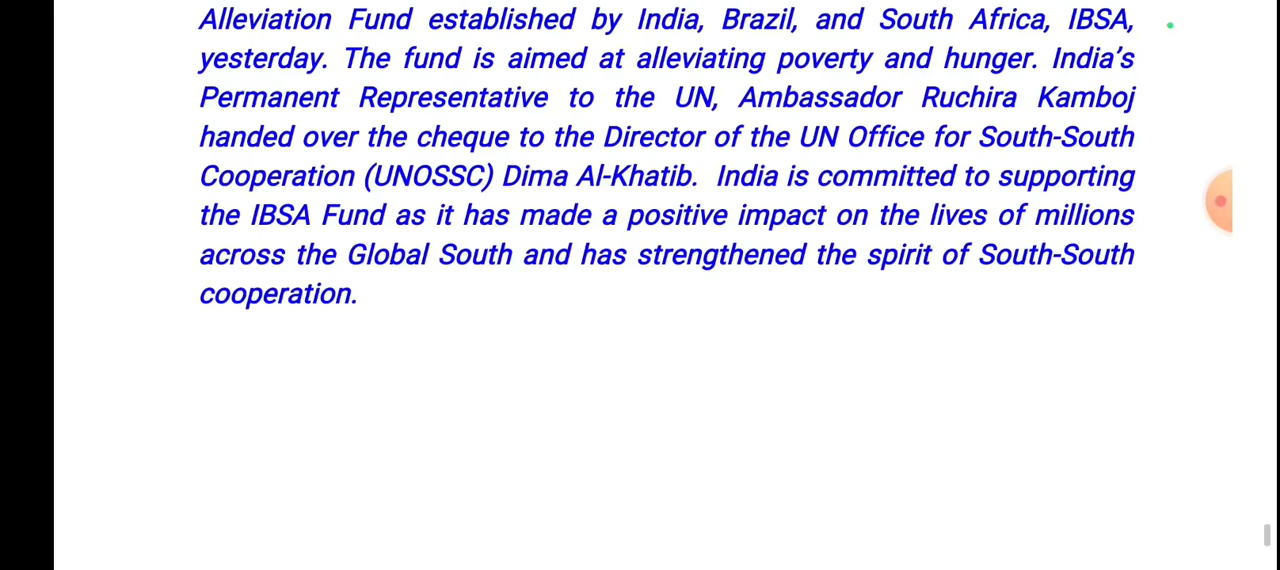 Alleviation Fund established by India, Brazil, and South Africa, IBSA,
yesterday. The fund is aimed at alleviating poverty and hunger. India’s
Permanent Representative to the UN, Ambassador Ruchira Kamboj
handed over the cheque to the Director of the UN Office for South-South
Cooperation (UNOSSC) Dima Al-Khatib. India is committed to supporting
the IBSA Fund as it has made a positive impact on the lives of millions
across the Global South and has strengthened the spirit of South-South
cooperation.